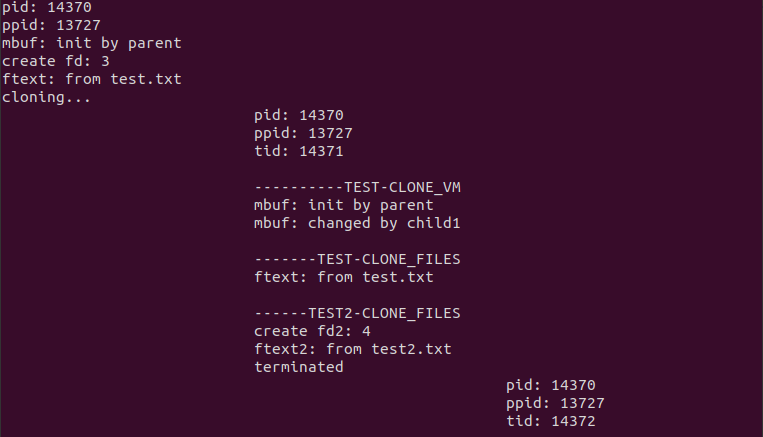 pid: 14370
ppid: 13727
mbuf: init by parent
create fd: 3
ftext: from test.txt
cloning...
pid: 14370
ppid: 13727
tid: 14371
----------TEST-CLONE_VM
mbuf: init by parent
mbuf: changed by child1
-------TEST-CLONE_FILES
ftext: from test.txt
------TEST2-CLONE_FILES
create fd2: 4
ftext2: from test2.txt
terminated
pid: 14370
ppid: 13727
tid: 14372